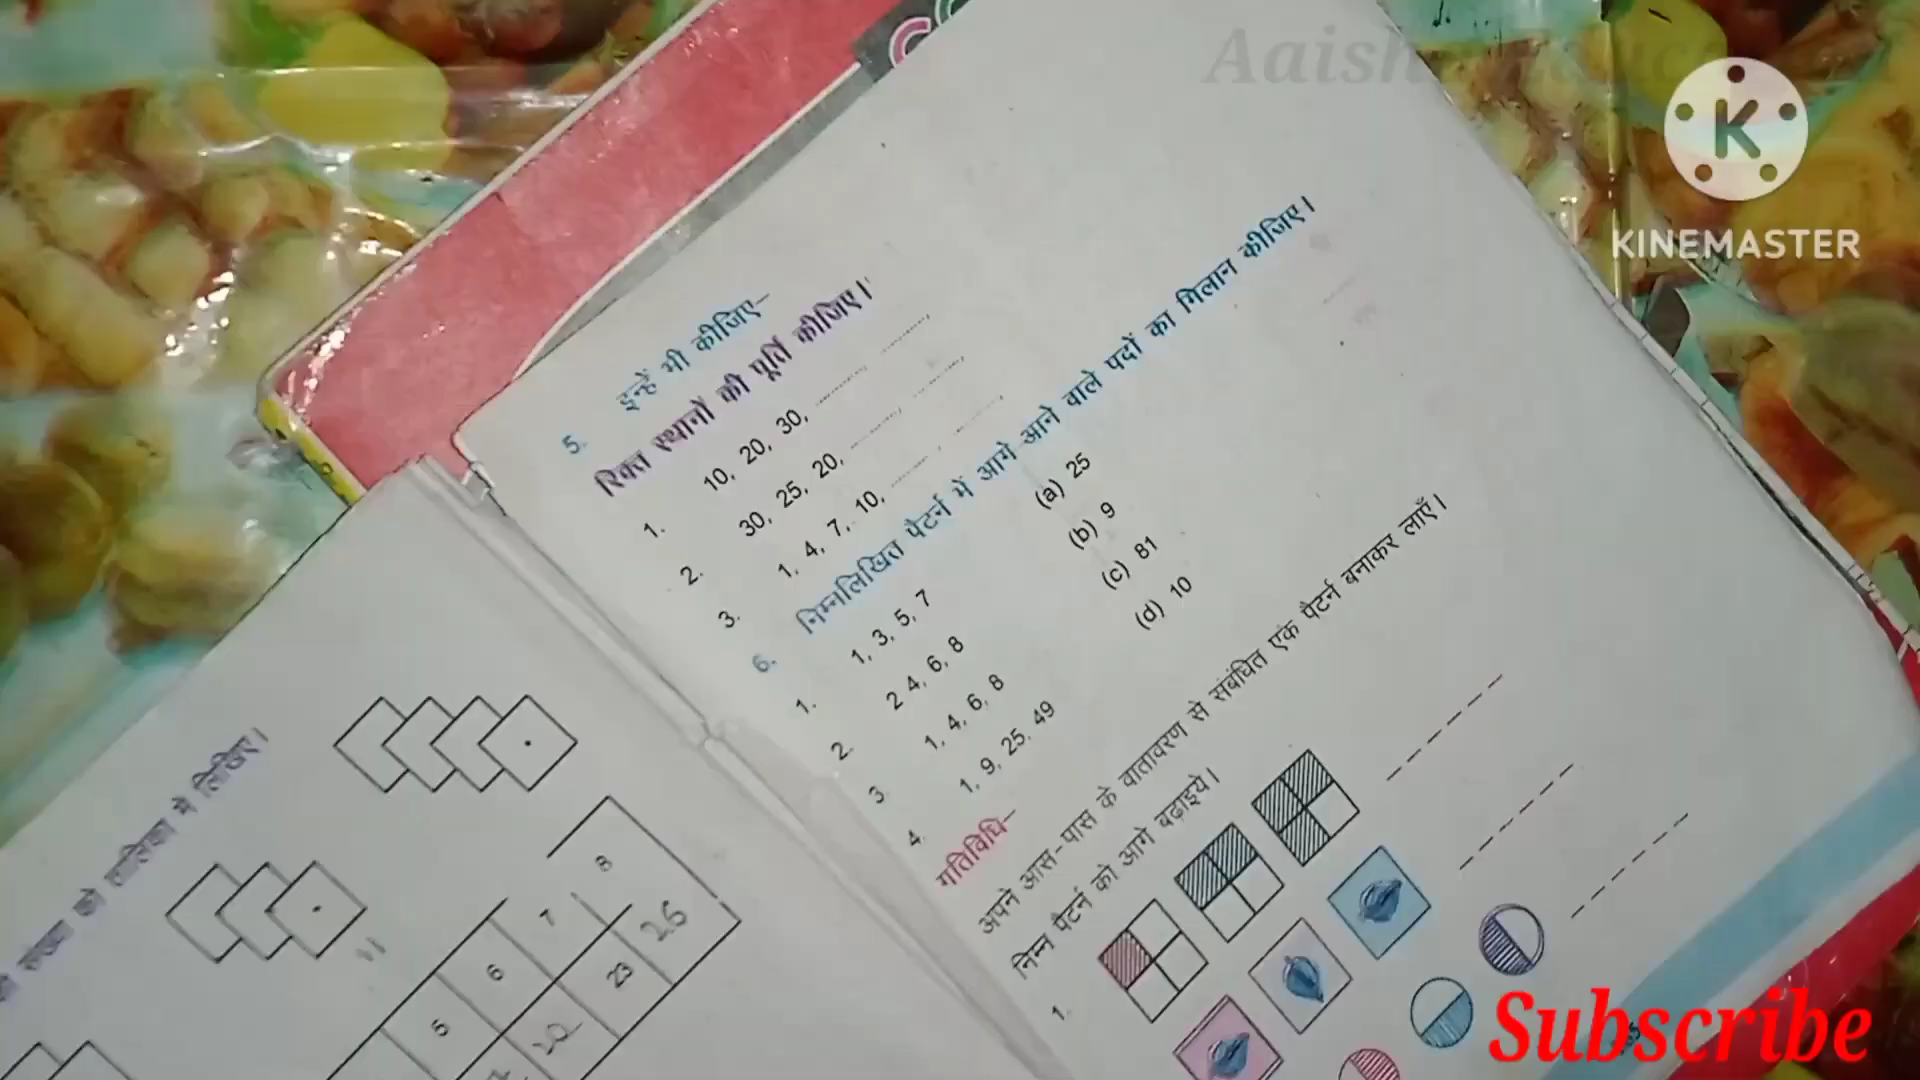 Aaish
KINEMASTER
5. इन्हें भी कीजिए–
रिक्त स्थानों की पूर्ति कीजिए।
1. 10, 20, 30, ........ ........
2. 30, 25, 20, ........ ........
3. 1, 4, 7, 10, ........ , ........
6. निम्नलिखित पैटर्न में आगे आने वाले पदों का मिलान कीजिए।
1. 1, 3, 5, 7 (a) 25
2. 2 4, 6, 8 (b) 9
3. 1, 4, 6, 8 (c) 81
4. 1, 9, 25. 49 (d) 10
गतिविधि–
अपने आस-पास के वातावरण से संबंधित एक पैटर्न बनाकर लाएँ।
निम्न पैटर्न को आगे बढ़ाइये।
1.
संख्या को तालिका में लिखिए।
5 6 7 8
20 23 26
Subscribe